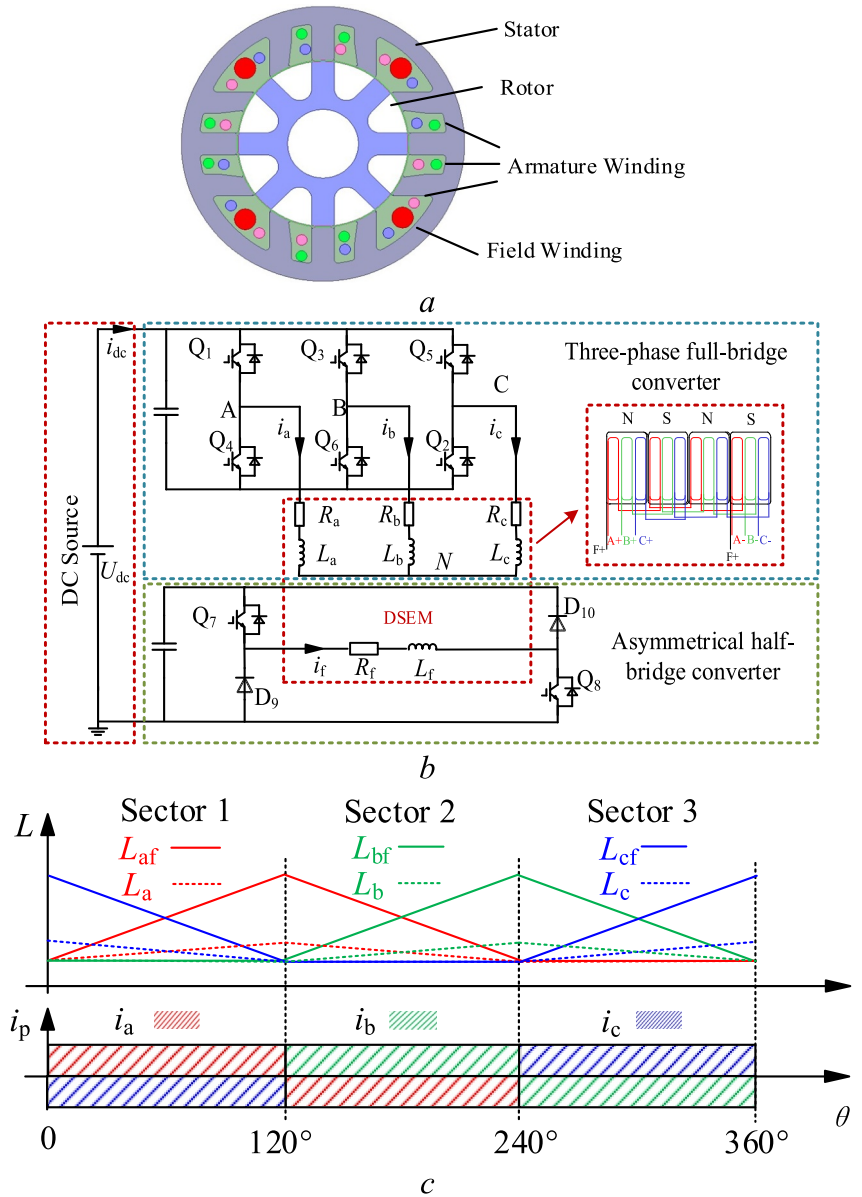 Stator
Rotor
Armature Winding
Field Winding
a
i_dc
Q1
Q3
Q5
Three-phase full-bridge
converter
C
A
B
i_a
i_b
i_c
Q4
Q6
Q2
N S N S
R_a
R_b
R_c
L_a
L_b
L_c
N
A+ B+ C+
F+
A- B- C-
F+
DC Source
U_dc
Q7
DSEM
D10
Asymmetrical half-
bridge converter
i_f
R_f
L_f
Q8
D9
b
Sector 1
Sector 2
Sector 3
L
L_af
L_bf
L_cf
L_a
L_b
L_c
i_p
i_a
i_b
i_c
0
120°
240°
360°
θ
c